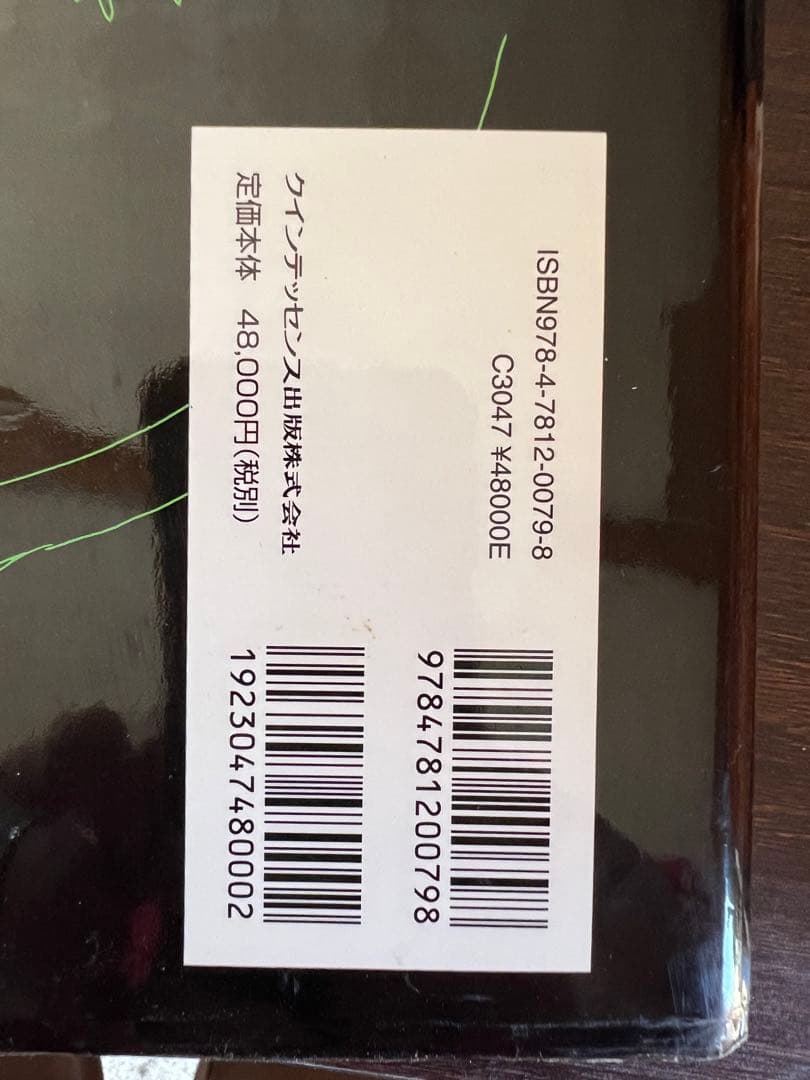 ISBN978-4-7812-0079-8
C3047 ¥48000E
9784781200798
1923047480002
クインテッセンス出版株式会社
定価本体 48,000円(税別)